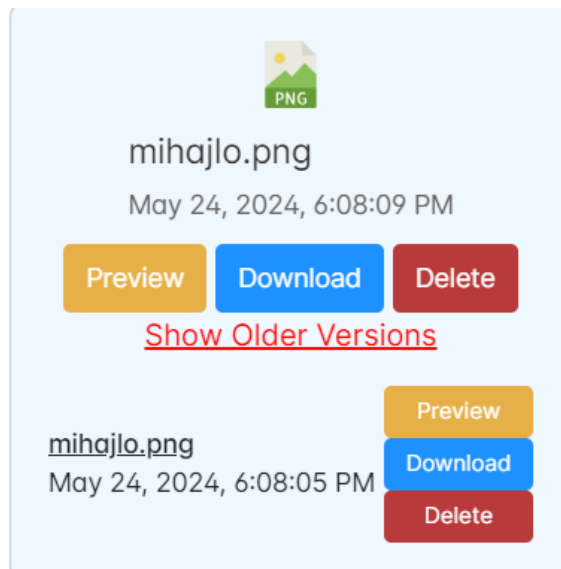 PNG
mihajlo.png
May 24, 2024, 6:08:09 PM
Preview Download Delete
Show Older Versions
mihajlo.png
May 24, 2024, 6:08:05 PM
Preview
Download
Delete